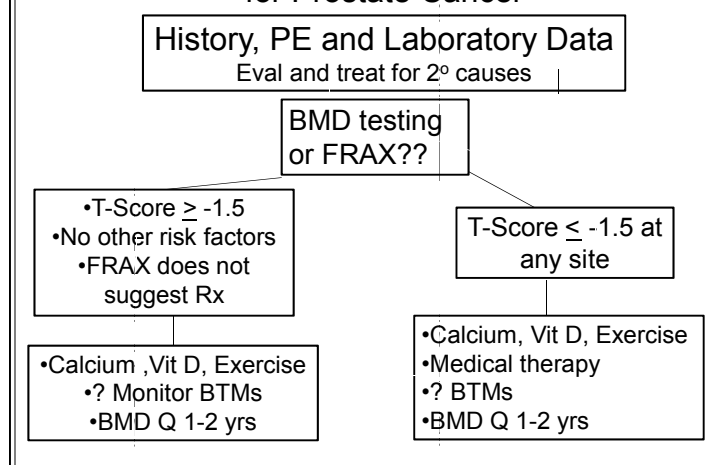 for Prostate Cancer
History, PE and Laboratory Data
Eval and treat for 2º causes
BMD testing
or FRAX??
•T-Score ≥ -1.5
•No other risk factors
•FRAX does not
suggest Rx
T-Score ≤ -1.5 at
any site
•Calcium ,Vit D, Exercise
•? Monitor BTMs
•BMD Q 1-2 yrs
•Calcium, Vit D, Exercise
•Medical therapy
•? BTMs
•BMD Q 1-2 yrs